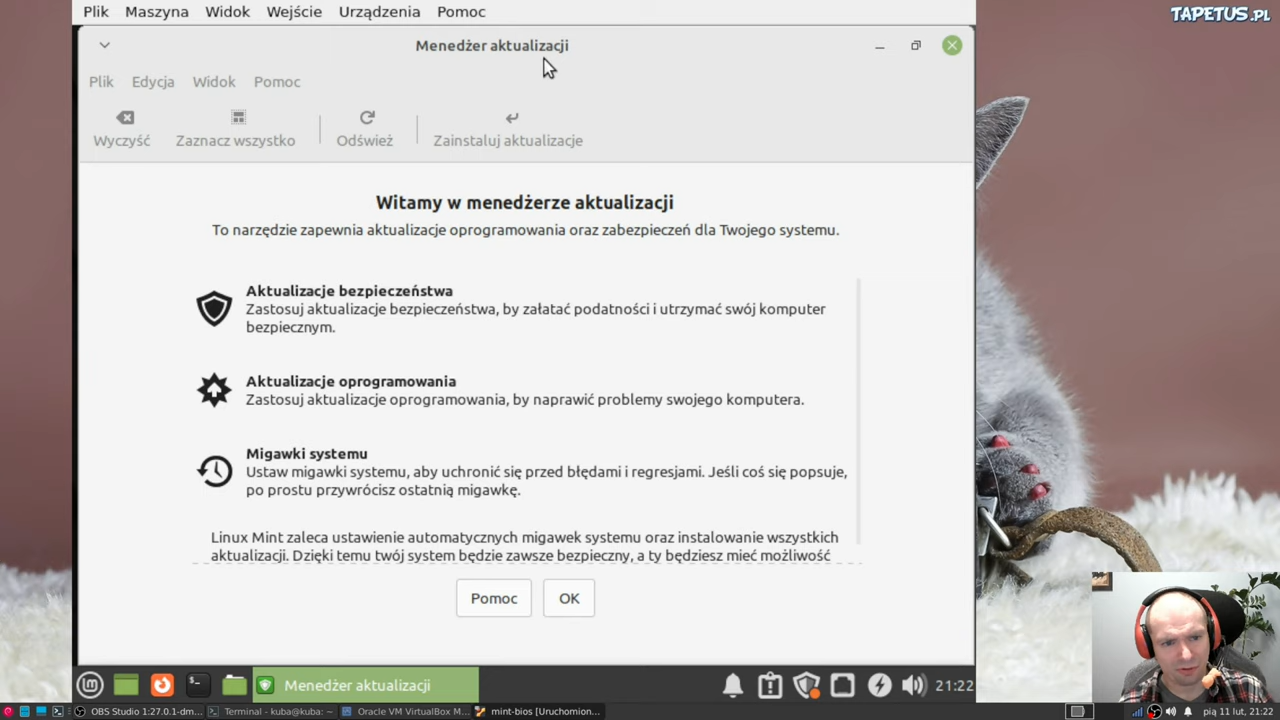 Plik Maszyna Widok Wejście Urządzenia Pomoc
TAPETUS.PL
Menedżer aktualizacji
Plik Edycja Widok Pomoc
Wyczyść Zaznacz wszystko Odśwież Zainstaluj aktualizacje
Witamy w menedżerze aktualizacji
To narzędzie zapewnia aktualizacje oprogramowania oraz zabezpieczeń dla Twojego systemu.
Aktualizacje bezpieczeństwa
Zastosuj aktualizacje bezpieczeństwa, by załatać podatności i utrzymać swój komputer
bezpiecznym.
Aktualizacje oprogramowania
Zastosuj aktualizacje oprogramowania, by naprawić problemy swojego komputera.
Migawki systemu
Ustaw migawki systemu, aby uchronić się przed błędami i regresjami. Jeśli coś się popsuje,
po prostu przywrócisz ostatnią migawkę.
Linux Mint zaleca ustawienie automatycznych migawek systemu oraz instalowanie wszystkich
aktualizacji. Dzięki temu twój system będzie zawsze bezpieczny, a ty będziesz mieć możliwość
Pomoc OK
Menedżer aktualizacji 21:22
OBS Studio 1:27.0.1-dm... Terminal - kuba@kuba: ~ Oracle VM VirtualBox M... mint-bios [Uruchomion... pią 11 lut, 21:22